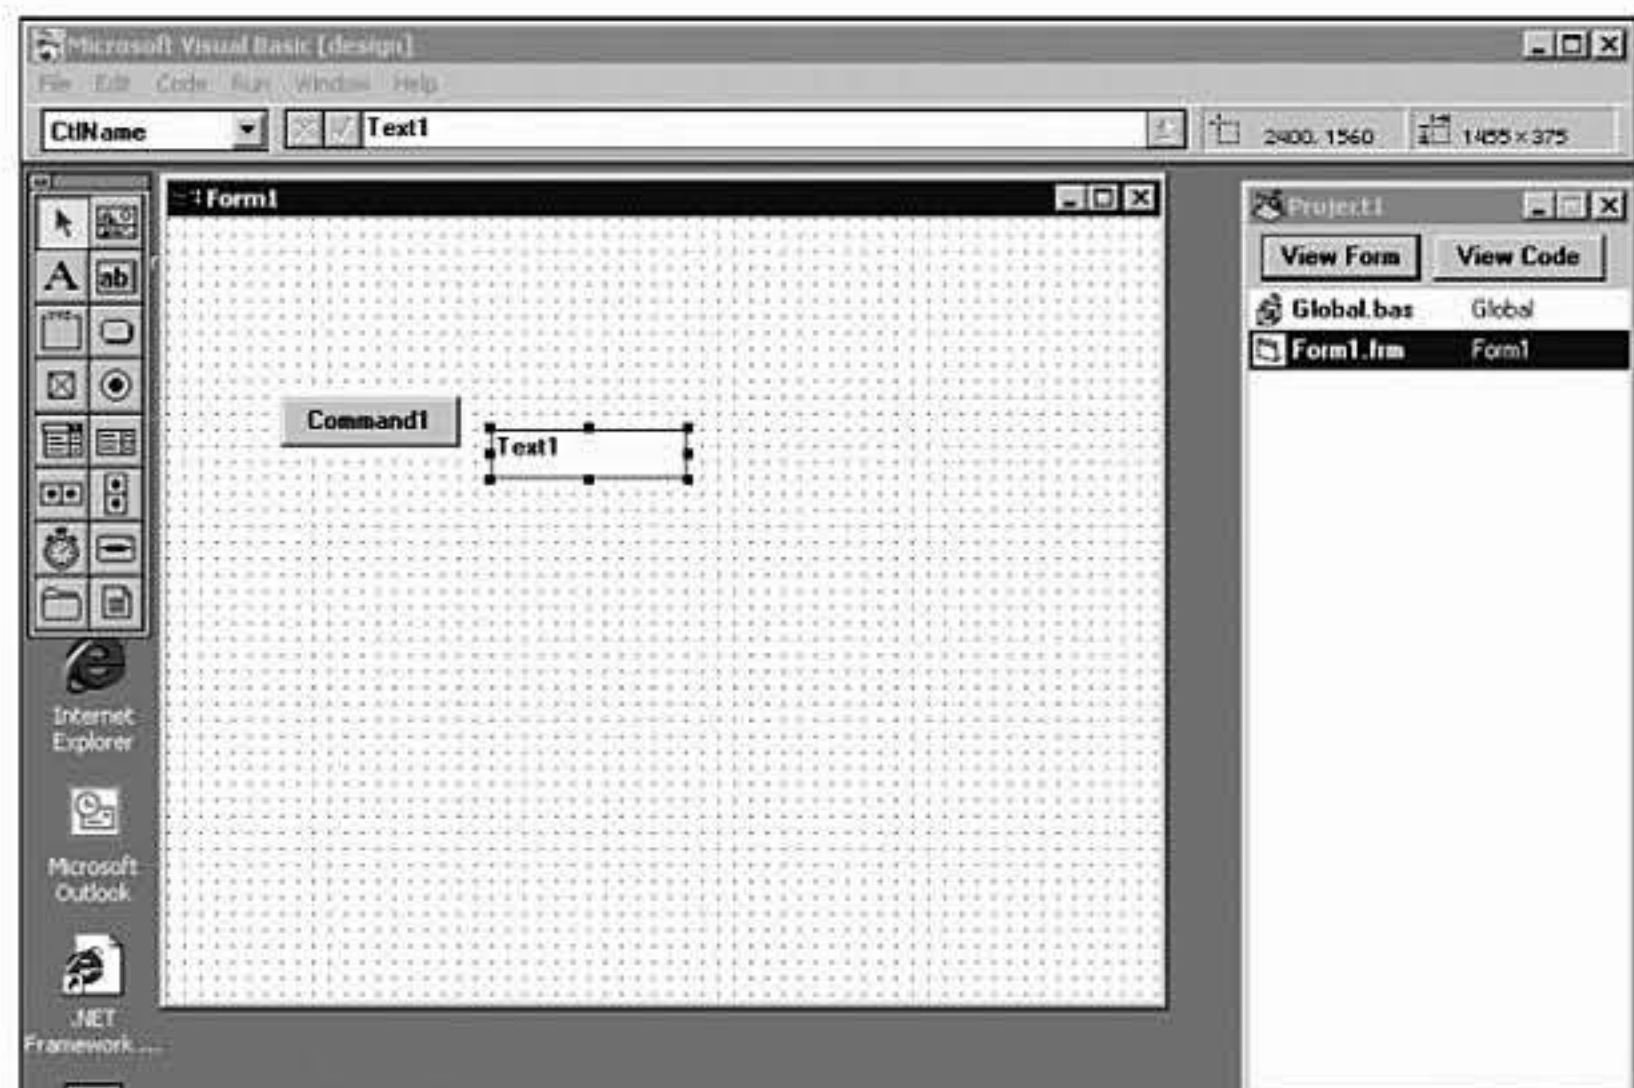 Microsoft Visual Basic [design]
File Edit Code Run Window Help
CtlName
Text1
2400, 1560
1455 × 375
Form1
Project1
View Form
View Code
A
ab
Global.bas Global
Form1.frm Form1
Command1
Text1
Internet
Explorer
Microsoft
Outlook
.NET
Framework....